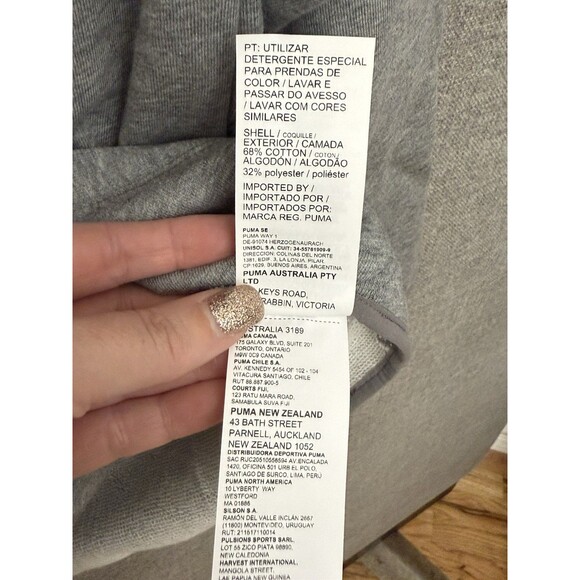 PT: UTILIZAR
DETERGENTE ESPECIAL
PARA PRENDAS DE
COLOR / LAVAR E
PASSAR DO AVESSO
/ LAVAR COM CORES
SIMILARES
SHELL / COQUILLE /
EXTERIOR / CAMADA
68% COTTON / COTON /
ALGODÓN / ALGODÃO
32% polyester / poliéster
IMPORTED BY /
IMPORTADO POR /
IMPORTADOS POR:
MARCA REG. PUMA
PUMA SE
PUMA WAY 1
DE-91074 HERZOGENAURACH
UNISOL S.A. CUIT: 34-55781909-9
DIRECCION: COLINAS DEL NORTE
1381, EDIF. 3, LA LONJA, PILAR,
CP 1629, BUENOS AIRES, ARGENTINA
PUMA AUSTRALIA PTY
LTD
KEYS ROAD,
RABBIN, VICTORIA
AUSTRALIA 3189
PUMA CANADA
175 GALAXY BLVD, SUITE 201
TORONTO, ONTARIO
M9W 0C9 CANADA
PUMA CHILE S.A.
AV. KENNEDY 5454 OF 102 - 104
VITACURA SANTIAGO, CHILE
RUT 88.887.900-5
COURTS FIJI,
123 RATU MARA ROAD,
SAMABULA SUVA FIJI
PUMA NEW ZEALAND
43 BATH STREET
PARNELL, AUCKLAND
NEW ZEALAND 1052
DISTRIBUIDORA DEPORTIVA PUMA
SAC RUC20510556594 AV.ENCALADA
1420, OFICINA 501 URB EL POLO,
SANTIAGO DE SURCO, LIMA, PERÚ
PUMA NORTH AMERICA
10 LYBERTY WAY
WESTFORD
MA 01886
SILSON S.A.
RAMÓN DEL VALLE INCLÁN 2667
(11800) MONTEVIDEO, URUGUAY
RUT: 211617110014
PULSIONS SPORTS SARL,
LOT 55 ZICO PIATA 98890,
NEW CALEDONIA
HARVEST INTERNATIONAL,
MANGOLA STREET,
LAE PAPUA NEW GUINEA